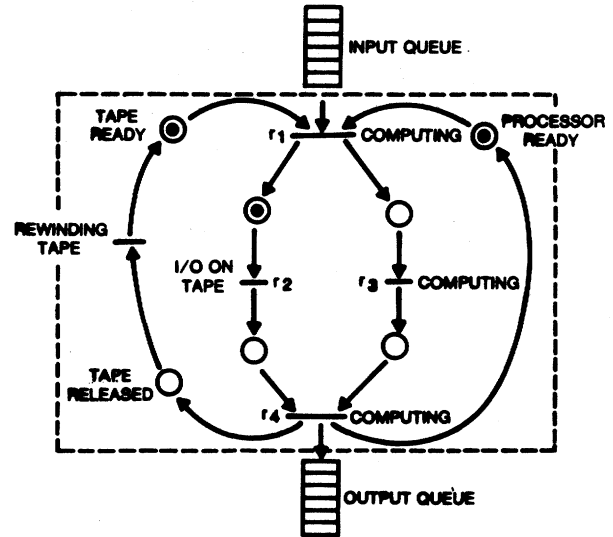 INPUT QUEUE
TAPE
READY
r1
COMPUTING
PROCESSOR
READY
REWINDING
TAPE
I/O ON
TAPE
r2
r3
COMPUTING
TAPE
RELEASED
r4
COMPUTING
OUTPUT QUEUE